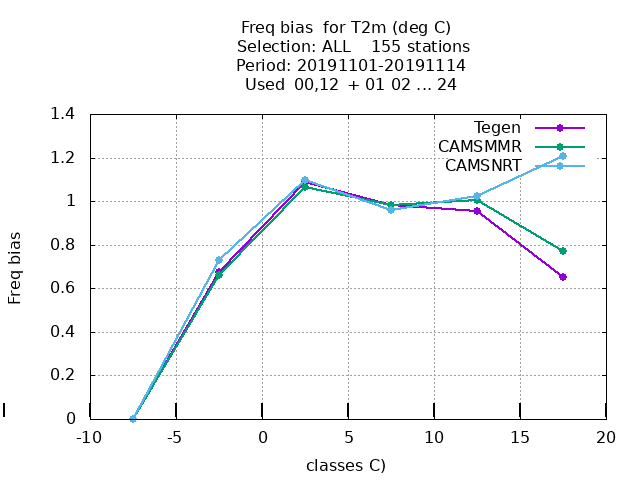 Freq bias  for T2m (deg C)
Selection: ALL    155 stations
Period: 20191101-20191114
Used  00,12  + 01 02 ... 24
Tegen
CAMSMMR
CAMSNRT
1.4
1.2
1
0.8
0.6
0.4
0.2
0
Freq bias
-10 -5 0 5 10 15 20
classes C)